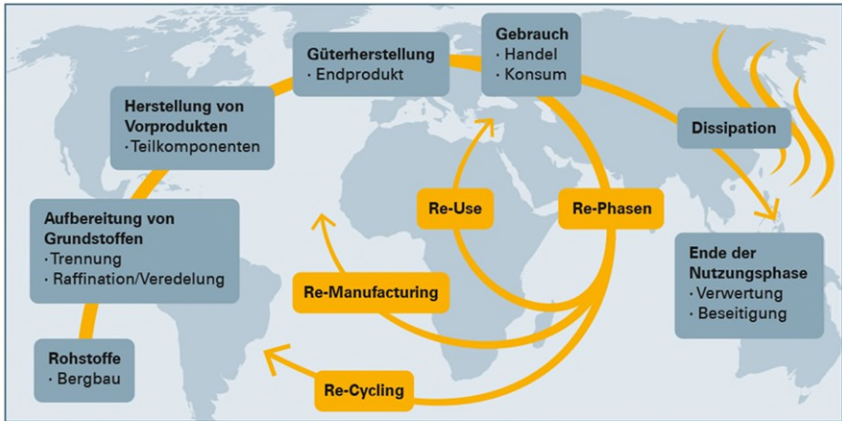 Rohstoffe
· Bergbau
Aufbereitung von
Grundstoffen
· Trennung
· Raffination/Veredelung
Herstellung von
Vorprodukten
· Teilkomponenten
Güterherstellung
· Endprodukt
Gebrauch
· Handel
· Konsum
Dissipation
Ende der
Nutzungsphase
· Verwertung
· Beseitigung
Re-Phasen
Re-Use
Re-Manufacturing
Re-Cycling